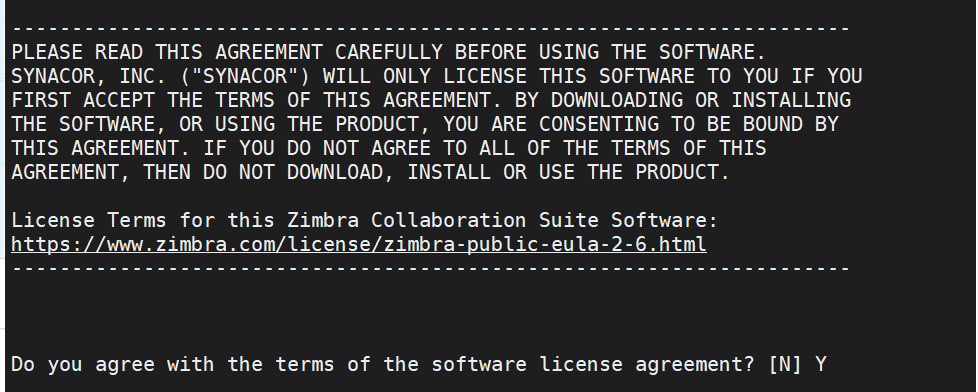 ----------------------------------------------------------------------
PLEASE READ THIS AGREEMENT CAREFULLY BEFORE USING THE SOFTWARE.
SYNACOR, INC. ("SYNACOR") WILL ONLY LICENSE THIS SOFTWARE TO YOU IF YOU
FIRST ACCEPT THE TERMS OF THIS AGREEMENT. BY DOWNLOADING OR INSTALLING
THE SOFTWARE, OR USING THE PRODUCT, YOU ARE CONSENTING TO BE BOUND BY
THIS AGREEMENT. IF YOU DO NOT AGREE TO ALL OF THE TERMS OF THIS
AGREEMENT, THEN DO NOT DOWNLOAD, INSTALL OR USE THE PRODUCT.
License Terms for this Zimbra Collaboration Suite Software:
https://www.zimbra.com/license/zimbra-public-eula-2-6.html
----------------------------------------------------------------------
Do you agree with the terms of the software license agreement? [N] Y